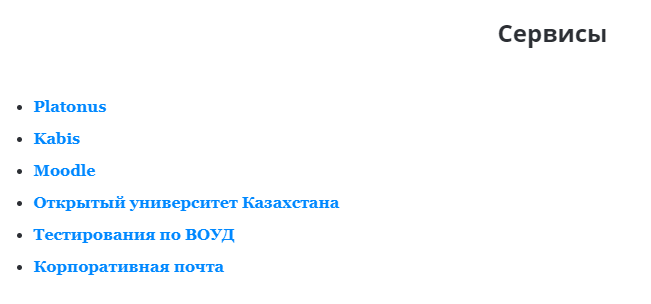 Сервисы
Platonus
Kabis
Moodle
Открытый университет Казахстана
Тестирования по ВОУД
Корпоративная почта